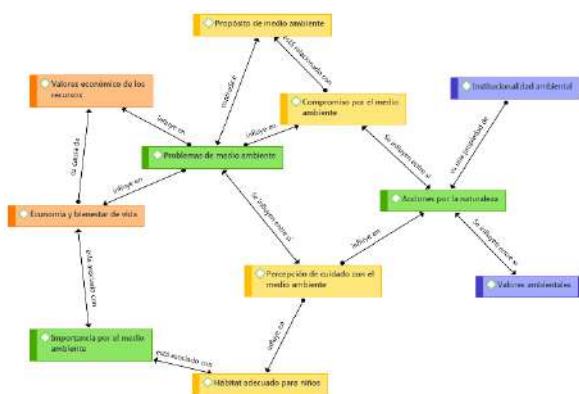 Propósito de medio ambiente
está relacionado con
Valores económico de los
recursos
Compromiso por el medio
ambiente
Institucionalidad ambiental
influye en
influye en
Se influyen entre sí
es una propiedad de
Problemas de medio ambiente
es causa de
influye en
Acciones por la naturaleza
Economía y bienestar de vida
Se influyen entre sí
influye en
Se influyen entre sí
está asociado con
Percepción de cuidado con el
medio ambiente
Valores ambientales
Importancia por el medio
ambiente
está asociado con
influye en
Hábitat adecuado para niños